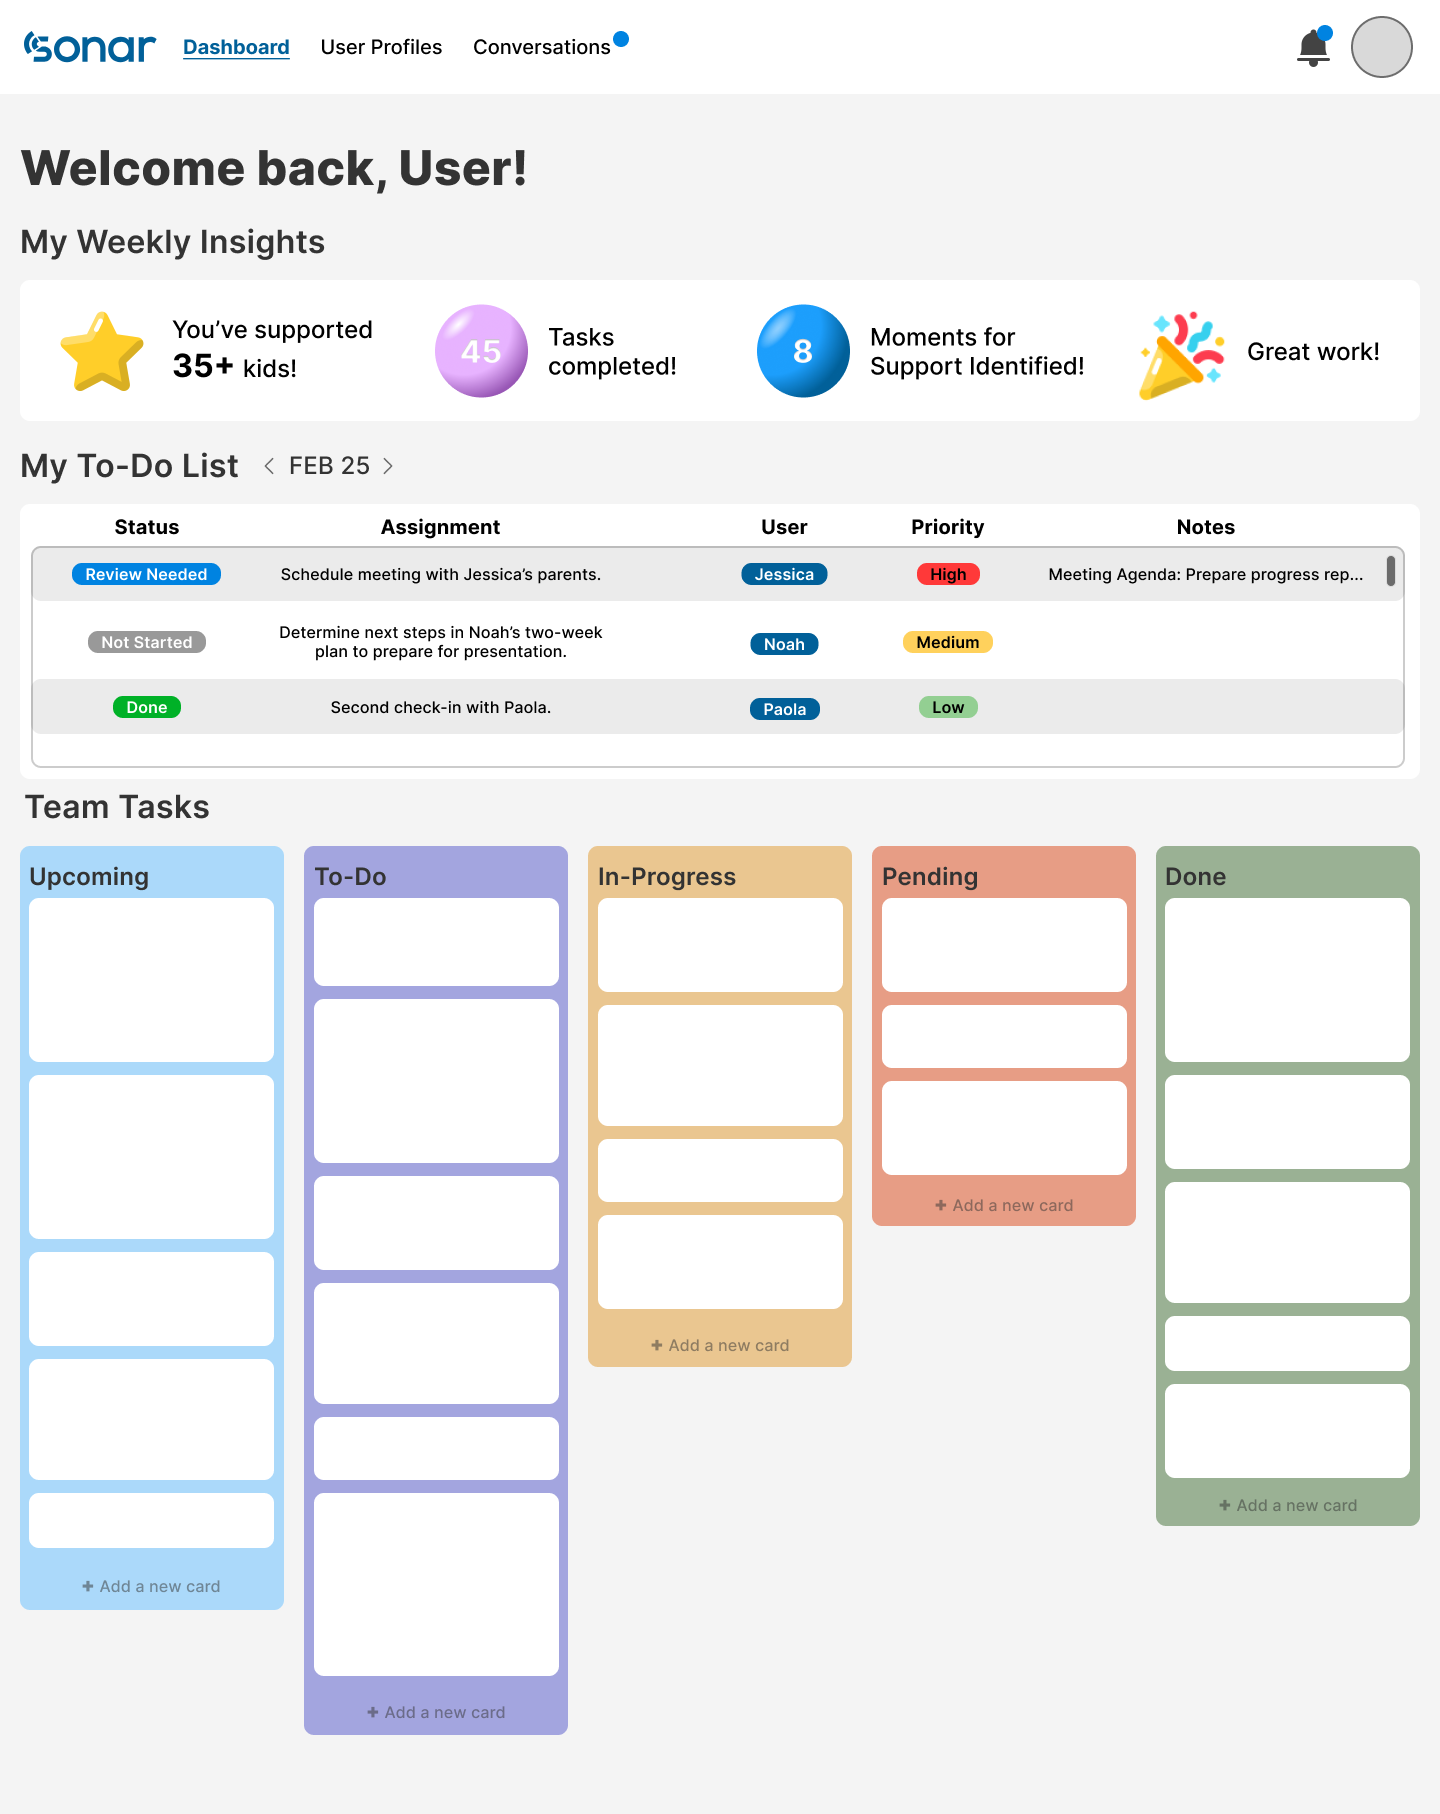 sonar Dashboard User Profiles Conversations
Welcome back, User!
My Weekly Insights
You’ve supported
35+ kids!
45
Tasks
completed!
8
Moments for
Support Identified!
Great work!
My To-Do List FEB 25
Status Assignment User Priority Notes
Review Needed Schedule meeting with Jessica’s parents. Jessica High Meeting Agenda: Prepare progress rep...
Not Started Determine next steps in Noah’s two-week
plan to prepare for presentation. Noah Medium
Done Second check-in with Paola. Paola Low
Team Tasks
Upcoming
+ Add a new card
To-Do
+ Add a new card
In-Progress
+ Add a new card
Pending
+ Add a new card
Done
+ Add a new card